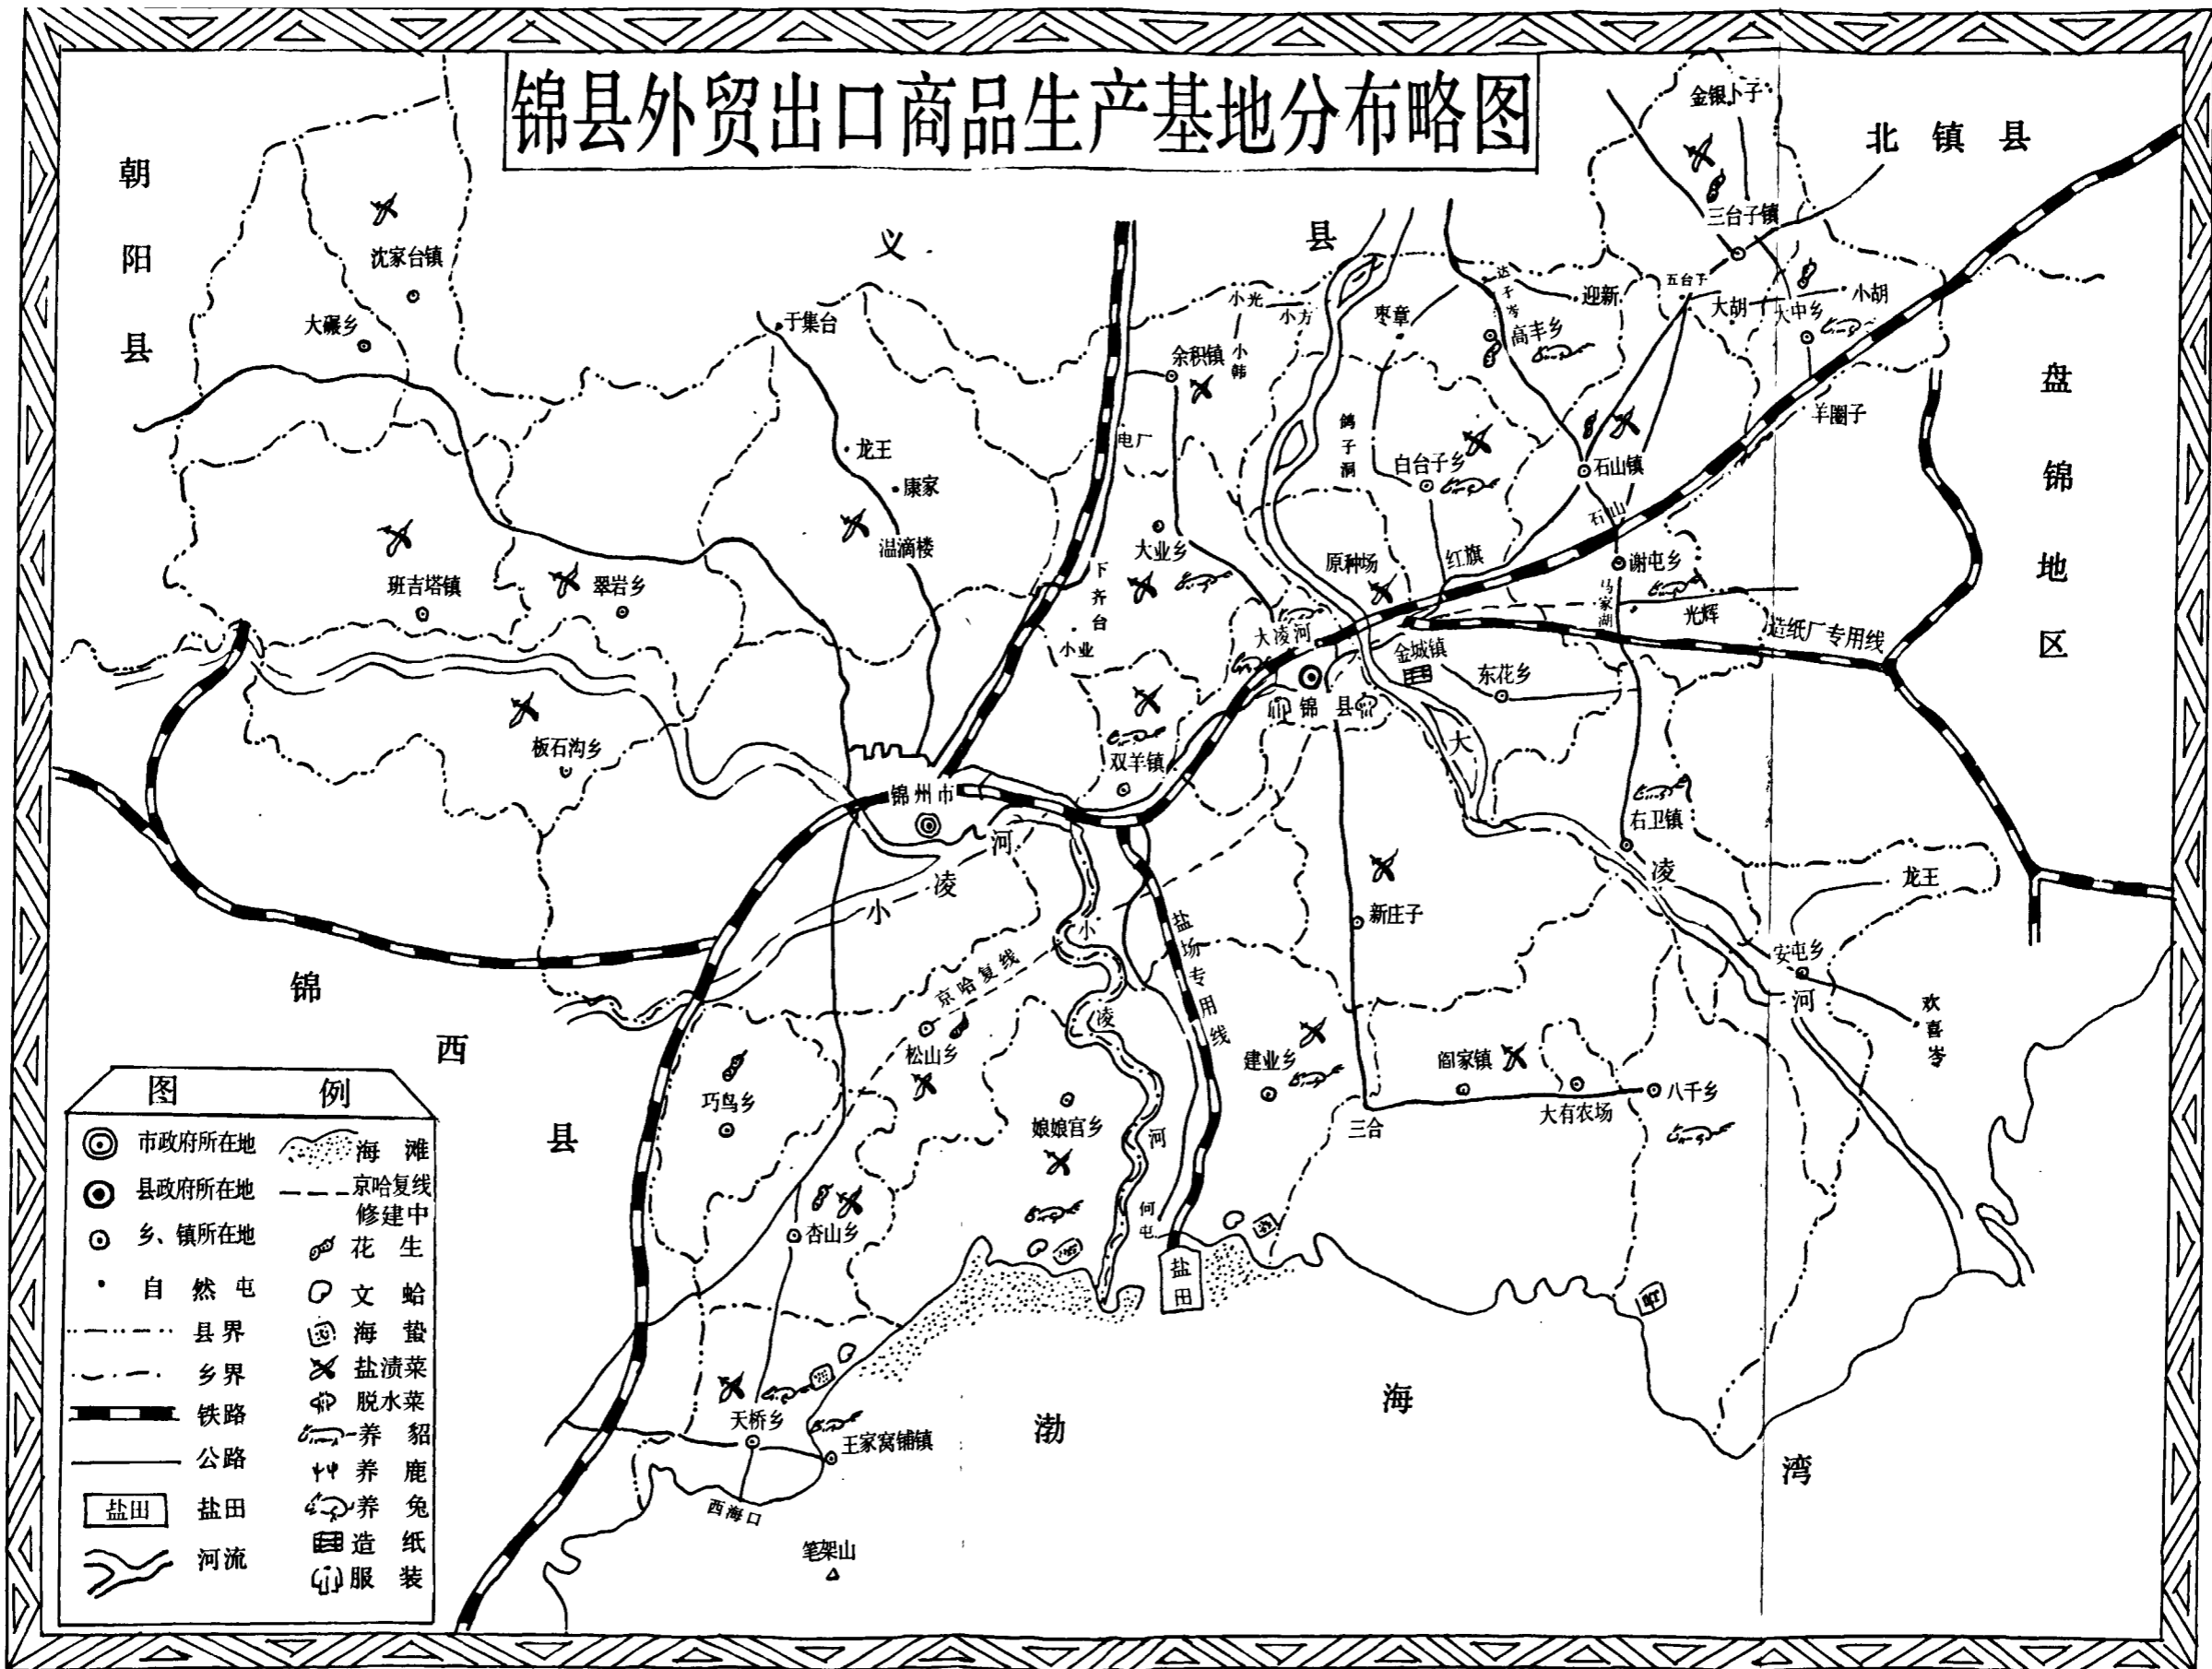 锦县外贸出口商品生产基地分布略图
朝阳县
义县
北镇县
盘锦地区
锦西县
渤海湾
金银卜子
三台子镇
五台子
大胡
大中乡
小胡
羊圈子
沈家台镇
大碾乡
于集台
龙王
康家
温滴楼
小光
小方
小韩
余积镇
电厂
枣章
达子岑
迎新
高丰乡
鸽子洞
白台子乡
石山镇
石山
谢屯乡
马家湖
光辉
造纸厂专用线
班吉塔镇
翠岩乡
板石沟乡
大业乡
下齐台
小业
原种场
红旗
大凌河
金城镇
东花乡
锦县
双羊镇
锦州市
小凌河
大凌河
右卫镇
龙王
安屯乡
欢喜岑
新庄子
盐场专用线
京哈复线
小凌河
松山乡
巧鸟乡
娘娘宫乡
建业乡
阎家镇
大有农场
八千乡
三合
何屯
盐田
杏山乡
天桥乡
王家窝铺镇
西海口
笔架山
图例
市政府所在地
县政府所在地
乡、镇所在地
自然屯
县界
乡界
铁路
公路
盐田
盐田
河流
海滩
京哈复线
修建中
花生
文蛤
海蛰
盐渍菜
脱水菜
养貂
养鹿
养兔
造纸
服装